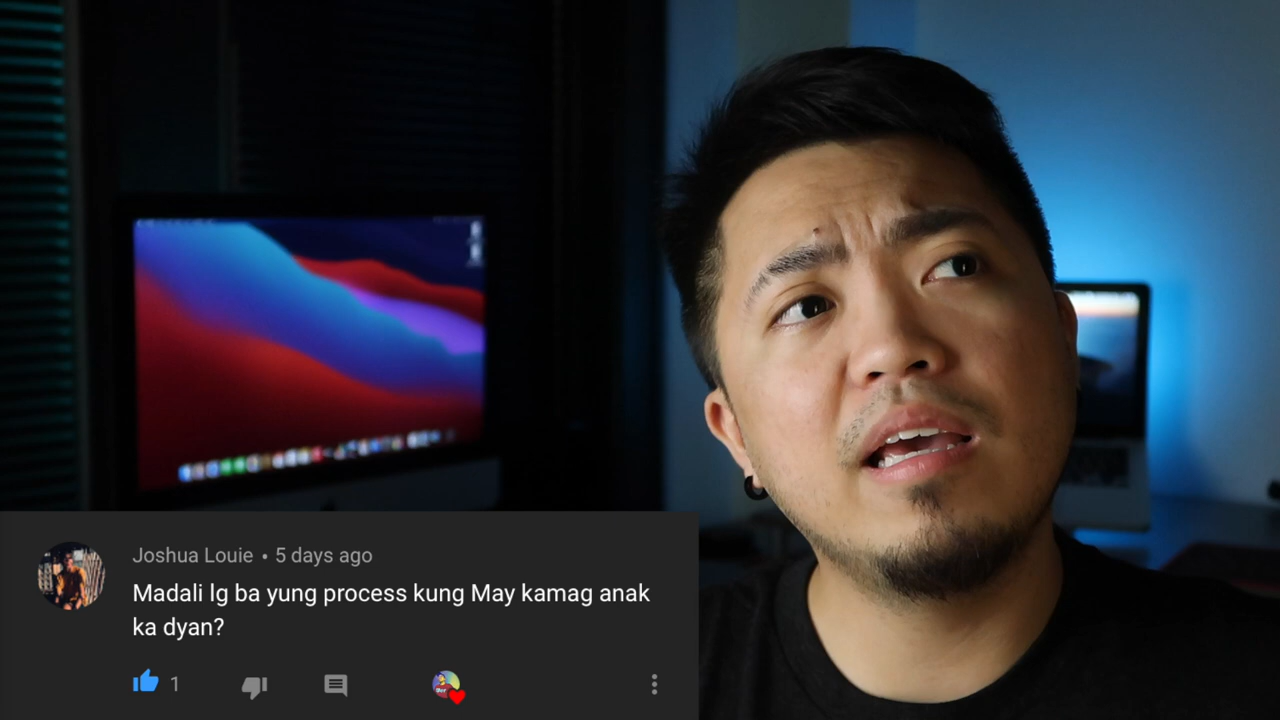 Joshua Louie • 5 days ago
Madali lg ba yung process kung May kamag anak
ka dyan?
1